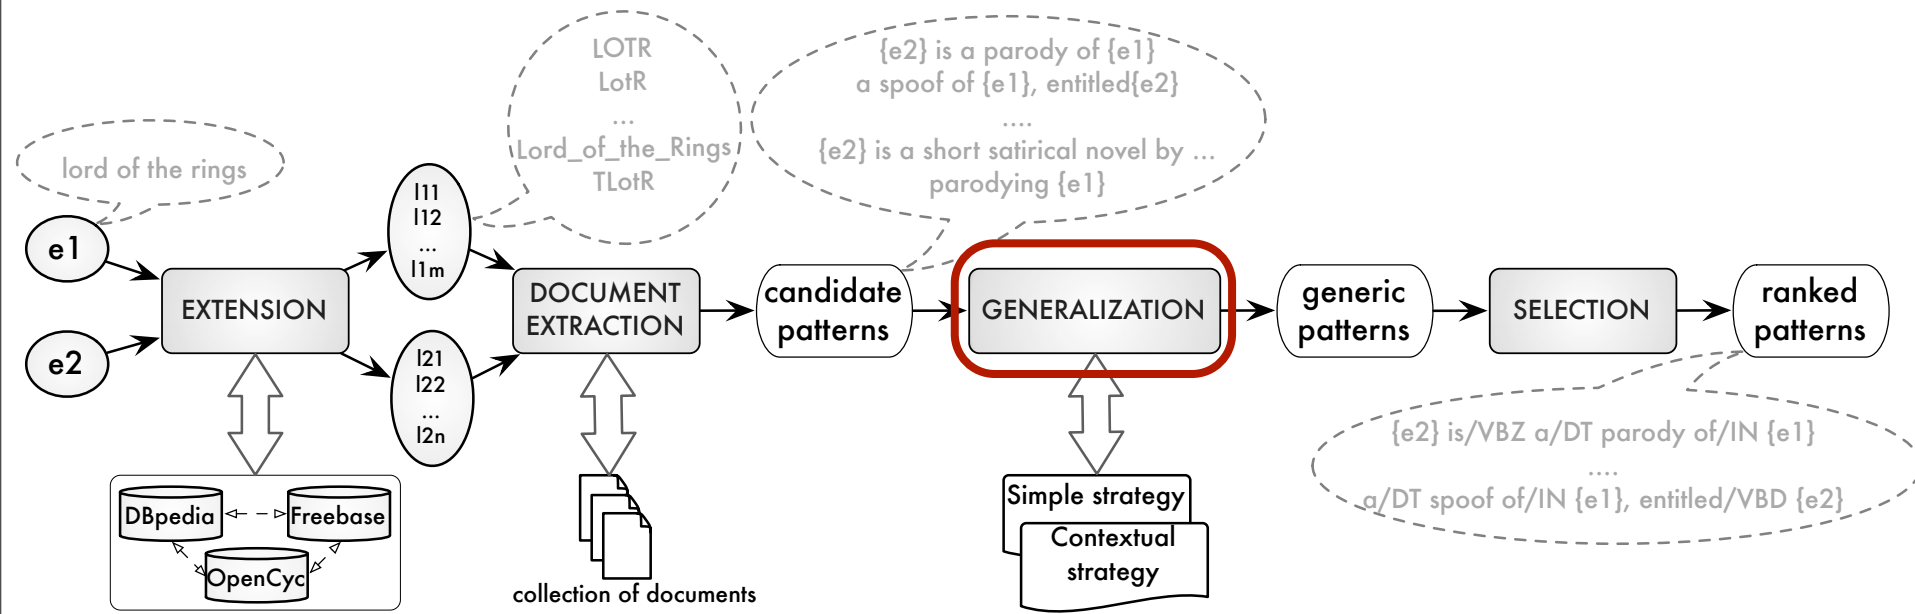 LOTR
LotR
...
Lord_of_the_Rings
TLotR
{e2} is a parody of {e1}
a spoof of {e1}, entitled{e2}
....
{e2} is a short satirical novel by ...
parodying {e1}
lord of the rings
e1
e2
EXTENSION
l11
l12
...
l1m
l21
l22
...
l2n
DOCUMENT
EXTRACTION
candidate
patterns
GENERALIZATION
generic
patterns
SELECTION
ranked
patterns
{e2} is/VBZ a/DT parody of/IN {e1}
....
a/DT spoof of/IN {e1}, entitled/VBD {e2}
DBpedia
Freebase
OpenCyc
collection of documents
Simple strategy
Contextual
strategy